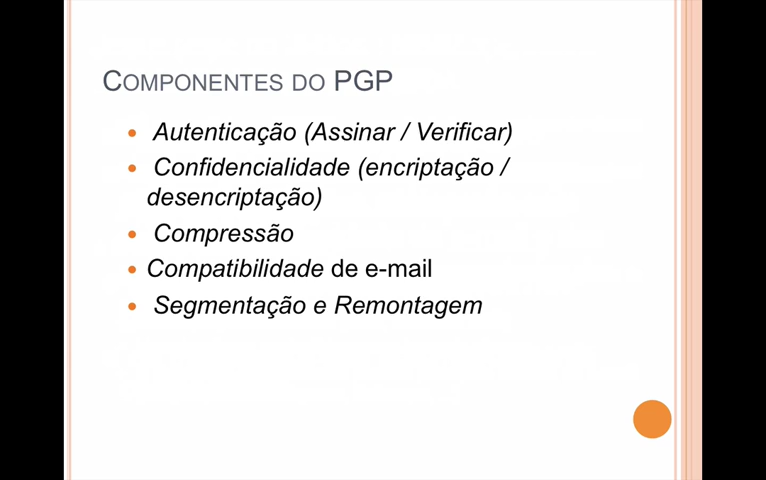 COMPONENTES DO PGP
Autenticação (Assinar / Verificar)
Confidencialidade (encriptação /
desencriptação)
Compressão
Compatibilidade de e-mail
Segmentação e Remontagem